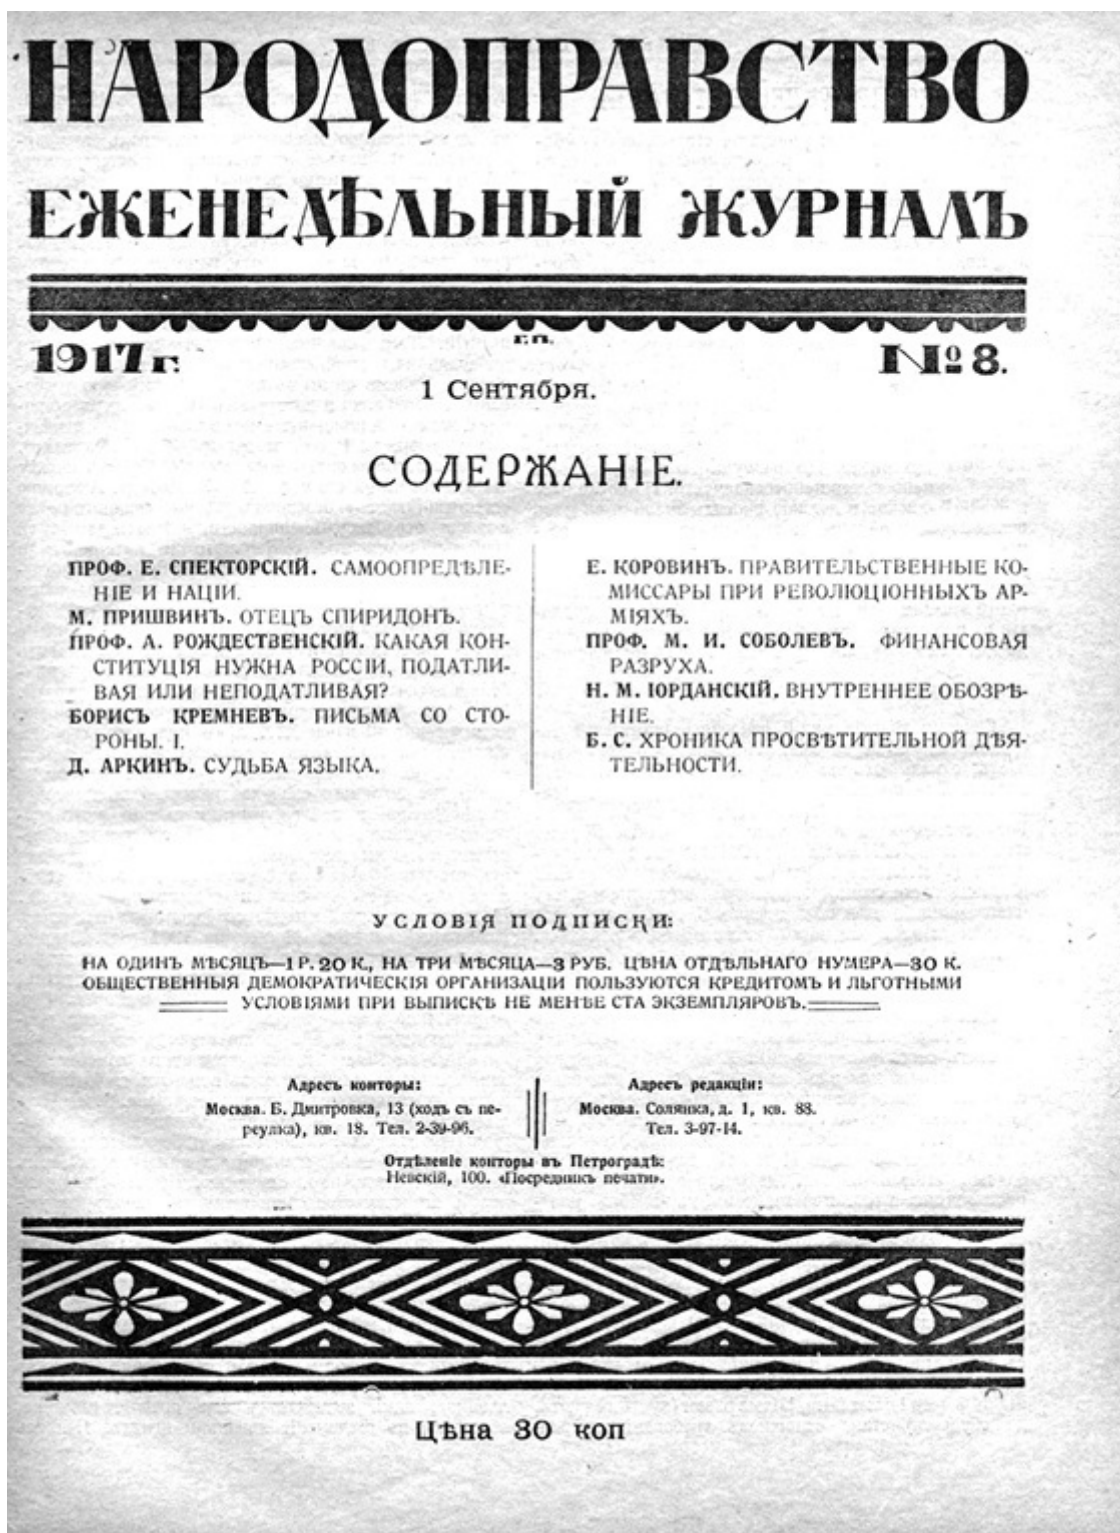 НАРОДОПРАВСТВО
ЕЖЕНЕДѢЛЬНЫЙ ЖУРНАЛЪ
г.п.
1917 г.
№ 8.
1 Сентября.
СОДЕРЖАНІЕ.
ПРОФ. Е. СПЕКТОРСКІЙ. САМООПРЕДѢЛЕ-
НІЕ И НАЦІИ.
М. ПРИШВИНЪ. ОТЕЦЪ СПИРИДОНЪ.
ПРОФ. А. РОЖДЕСТВЕНСКІЙ. КАКАЯ КОН-
СТИТУЦІЯ НУЖНА РОССІИ, ПОДАТЛИ-
ВАЯ ИЛИ НЕПОДАТЛИВАЯ?
БОРИСЪ КРЕМНЕВЪ. ПИСЬМА СО СТО-
РОНЫ. I.
Д. АРКИНЪ. СУДЬБА ЯЗЫКА.
Е. КОРОВИНЪ. ПРАВИТЕЛЬСТВЕННЫЕ КО-
МИССАРЫ ПРИ РЕВОЛЮЦІОННЫХЪ АР-
МІЯХЪ.
ПРОФ. М. И. СОБОЛЕВЪ. ФИНАНСОВАЯ
РАЗРУХА.
Н. М. ІОРДАНСКІЙ. ВНУТРЕННЕЕ ОБОЗРѢ-
НІЕ.
Б. С. ХРОНИКА ПРОСВѢТИТЕЛЬНОЙ ДѢЯ-
ТЕЛЬНОСТИ.
УСЛОВІЯ ПОДПИСКИ:
НА ОДИНЪ МѢСЯЦЪ—1 Р. 20 К., НА ТРИ МѢСЯЦА—3 РУБ. ЦѢНА ОТДѢЛЬНАГО НУМЕРА—30 К.
ОБЩЕСТВЕННЫЯ ДЕМОКРАТИЧЕСКІЯ ОРГАНИЗАЦІИ ПОЛЬЗУЮТСЯ КРЕДИТОМЪ И ЛЬГОТНЫМИ
УСЛОВІЯМИ ПРИ ВЫПИСКѢ НЕ МЕНѢЕ СТА ЭКЗЕМПЛЯРОВЪ.
Адресъ конторы:
Москва. Б. Дмитровка, 13 (ходъ съ пе-
реулка), кв. 18. Тел. 2-39-96.
Адресъ редакціи:
Москва. Солянка, д. 1, кв. 88.
Тел. 3-97-14.
Отдѣленіе конторы въ Петроградѣ:
Невскій, 100. «Посредникъ печати».
Цѣна 30 коп